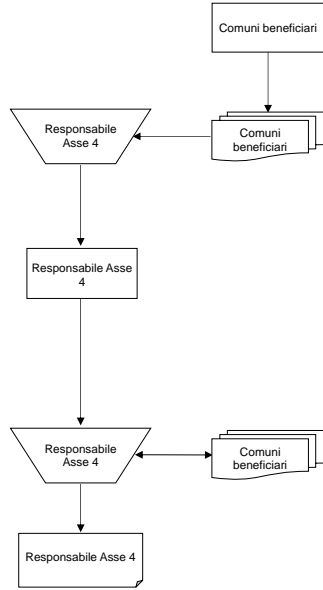 Comuni beneficiari
Responsabile
Asse 4
Comuni
beneficiari
Responsabile Asse
4
Responsabile
Asse 4
Comuni
beneficiari
Responsabile Asse 4